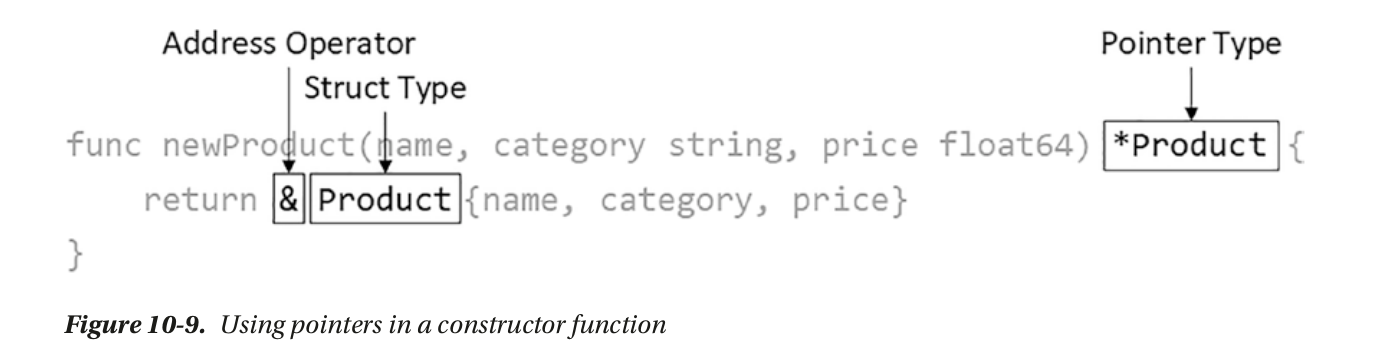 Address Operator
Pointer Type
Struct Type
func newProduct(name, category string, price float64) *Product {
return &Product{name, category, price}
}
Figure 10-9. Using pointers in a constructor function